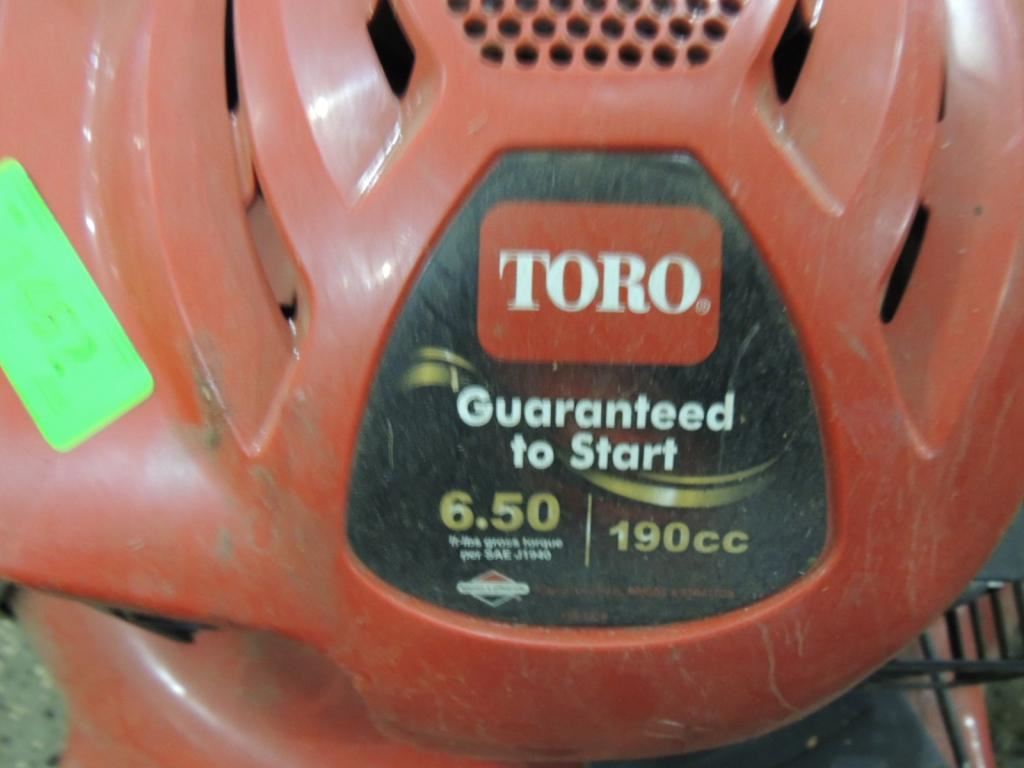 TORO®
Guaranteed
to Start
6.50
ft-lbs gross torque
per SAE J1940
190cc